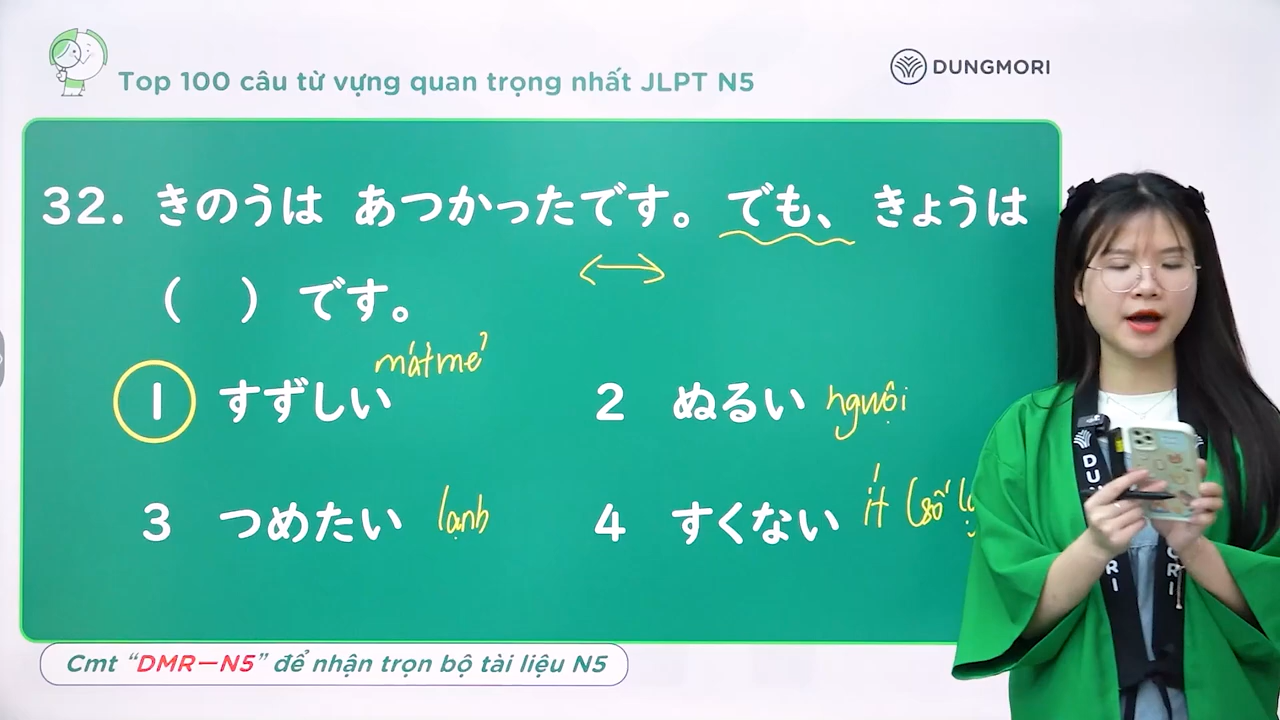 Top 100 câu từ vựng quan trọng nhất JLPT N5
DUNGMORI
32. きのうは あつかったです。でも、きょうは
( ) です。
mát mẻ
1 すずしい
2 ぬるい nguội
3 つめたい lạnh
4 すくない ít (số
Cmt “DMR—N5” để nhận trọn bộ tài liệu N5